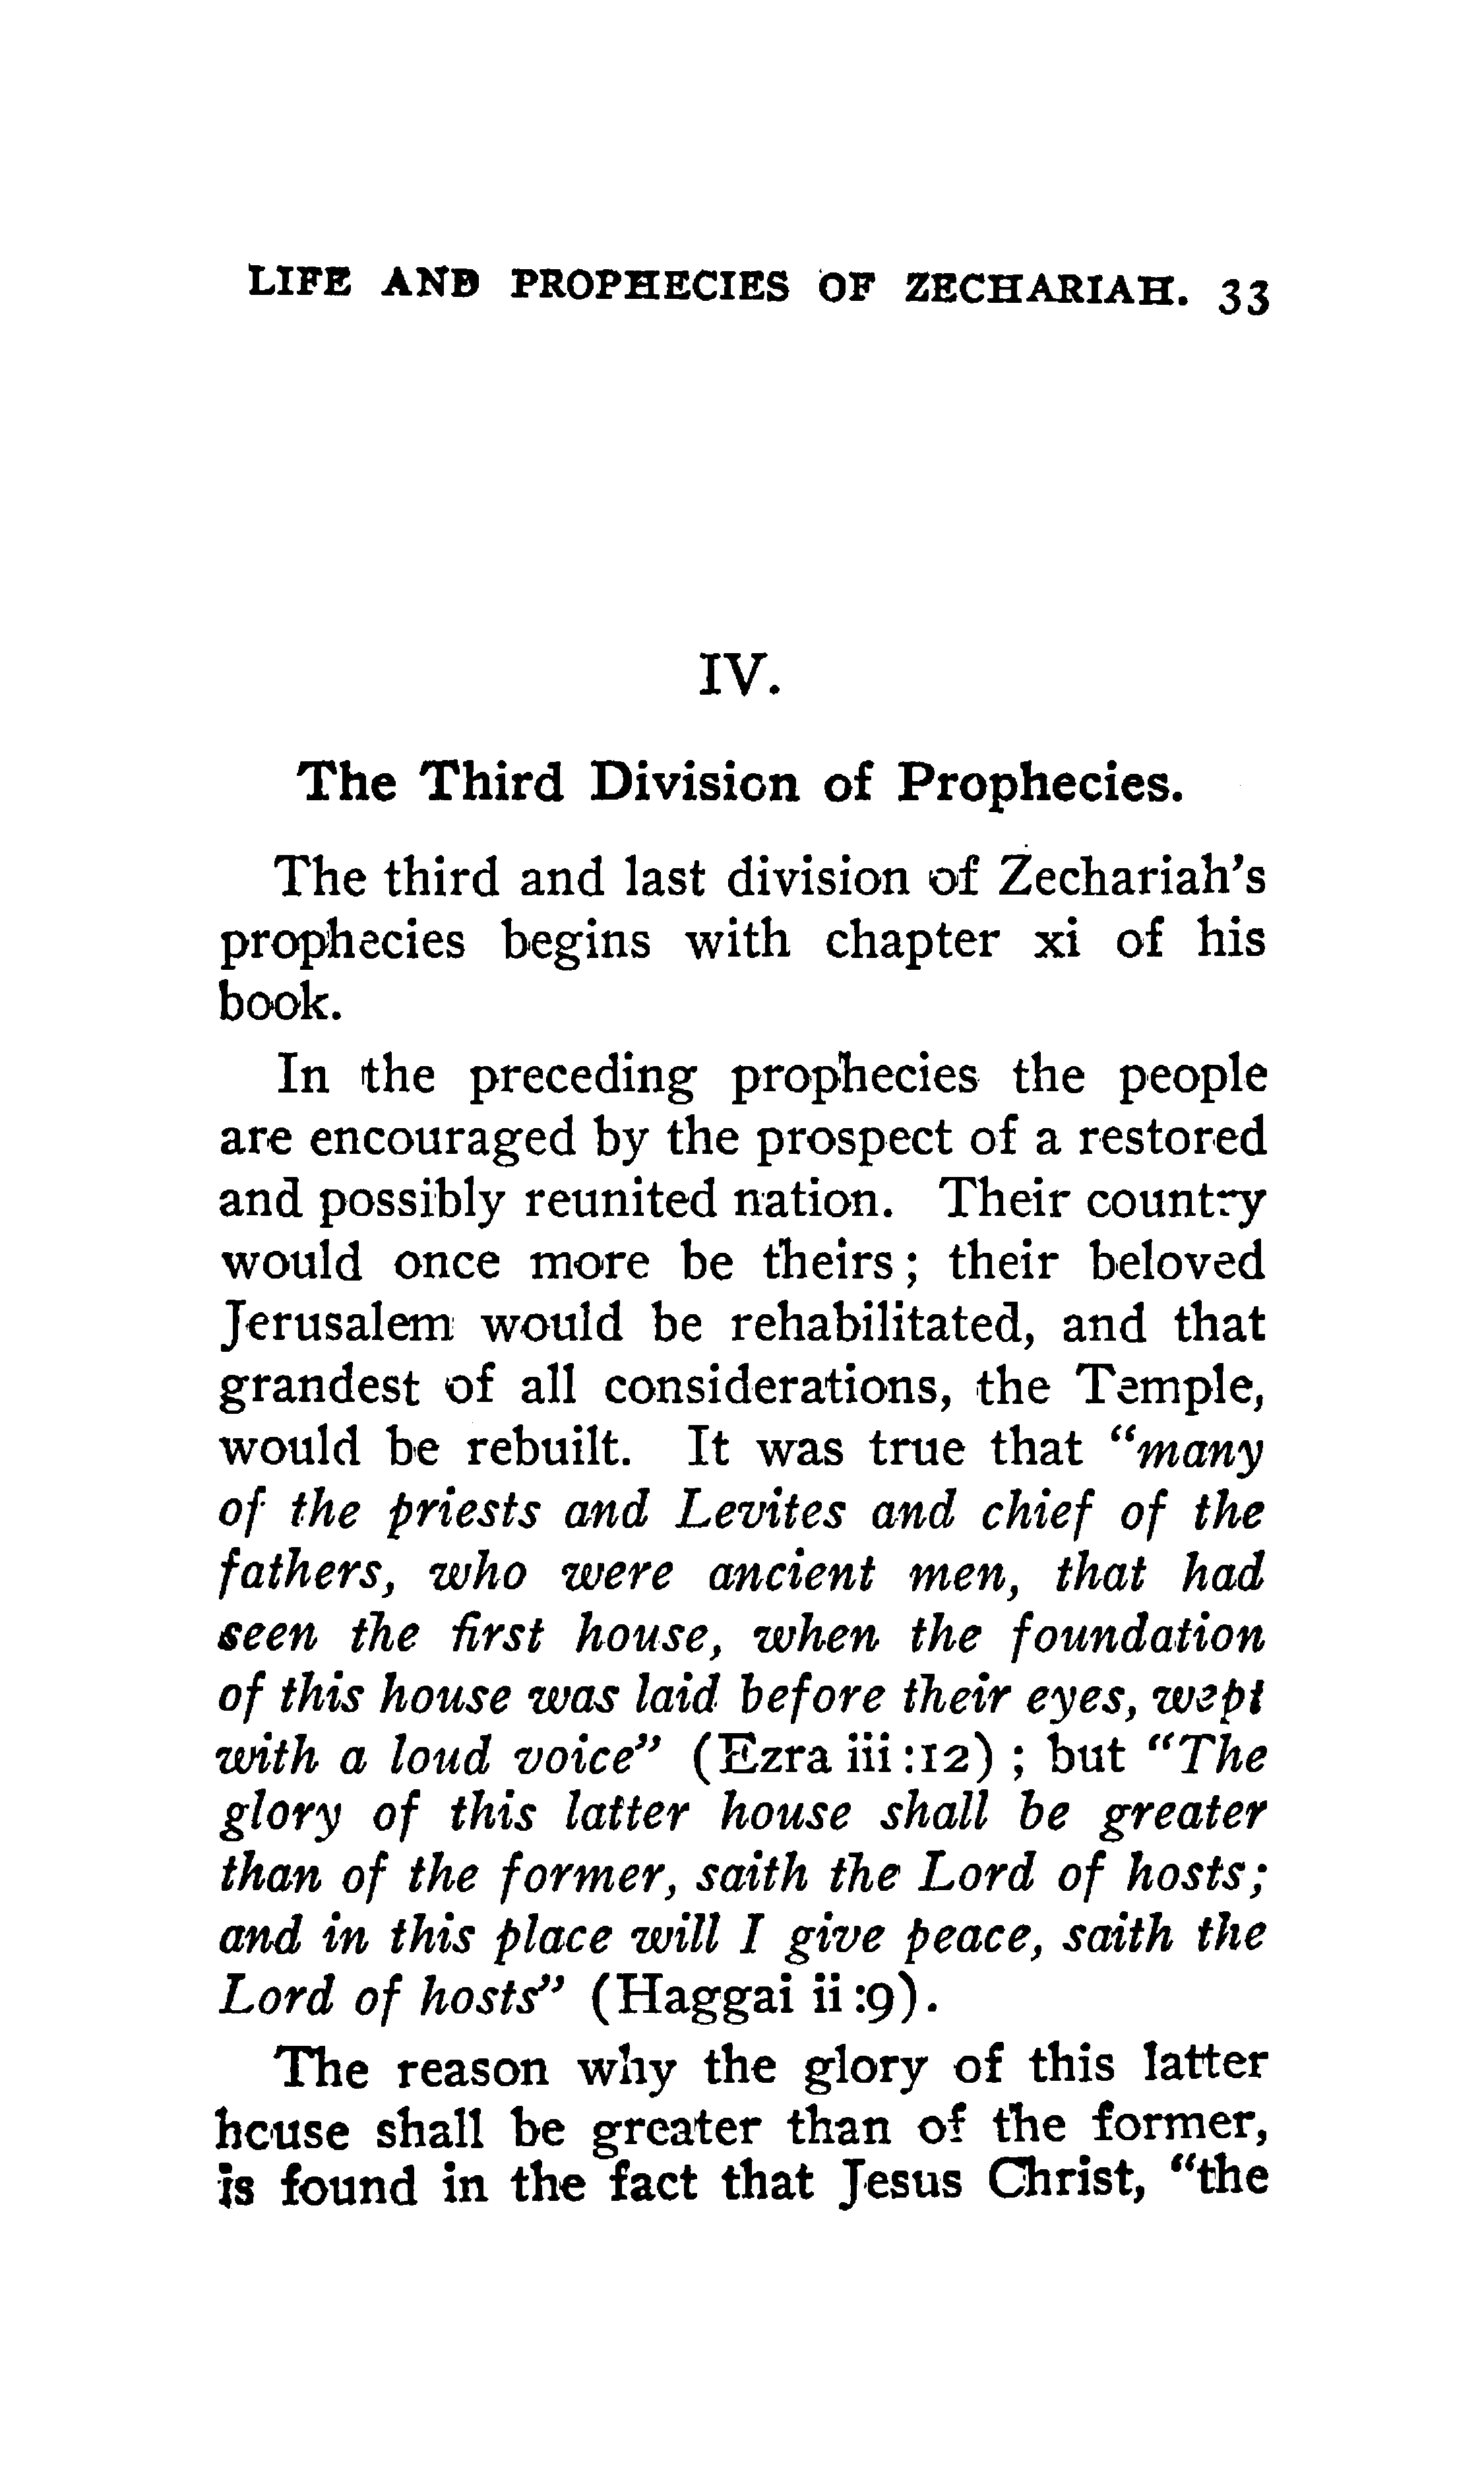 LIFE AND PROPHECIES OF ZECHARIAH. 33
IV.
The Third Division of Prophecies.
The third and last division of Zechariah's
prophecies begins with chapter xi of his
book.
In the preceding prophecies the people
are encouraged by the prospect of a restored
and possibly reunited nation. Their country
would once more be theirs; their beloved
Jerusalem would be rehabilitated, and that
grandest of all considerations, the Temple,
would be rebuilt. It was true that "many
of the priests and Levites and chief of the
fathers, who were ancient men, that had
seen the first house, when the foundation
of this house was laid before their eyes, wept
with a loud voice" (Ezra iii:12); but "The
glory of this latter house shall be greater
than of the former, saith the Lord of hosts;
and in this place will I give peace, saith the
Lord of hosts" (Haggai ii:9).
The reason why the glory of this latter
house shall be greater than of the former,
is found in the fact that Jesus Christ, "the